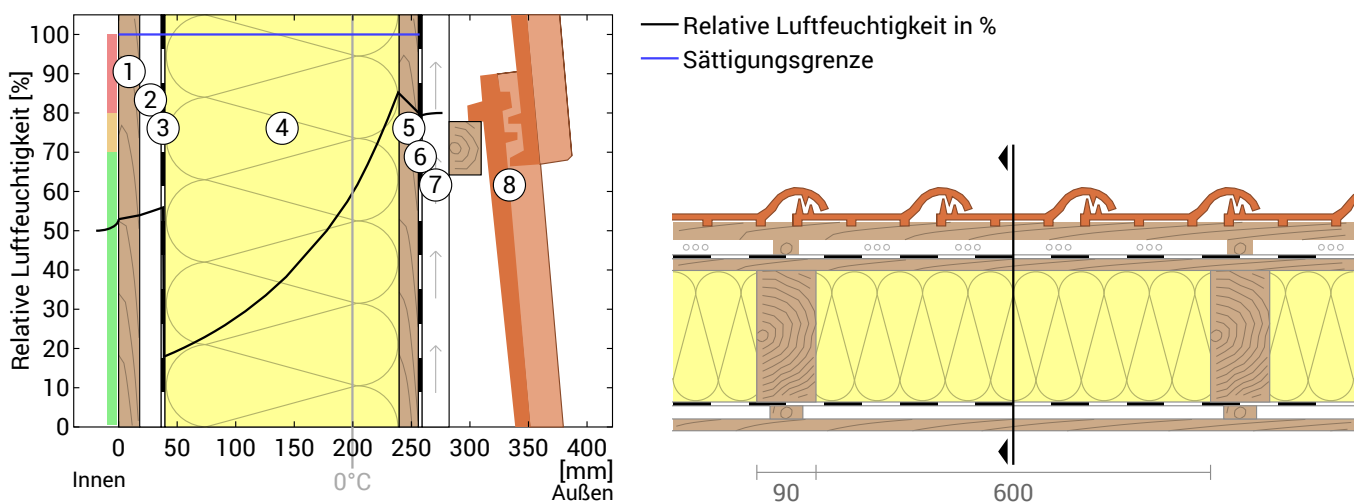 Relative Luftfeuchtigkeit [%]
100
90
80
70
60
50
40
30
20
10
0
1
2
3
4
5
6
7
8
0 50 100 150 200 250 300 350 400
[mm]
Innen
0°C
Außen
Relative Luftfeuchtigkeit in %
Sättigungsgrenze
90 600